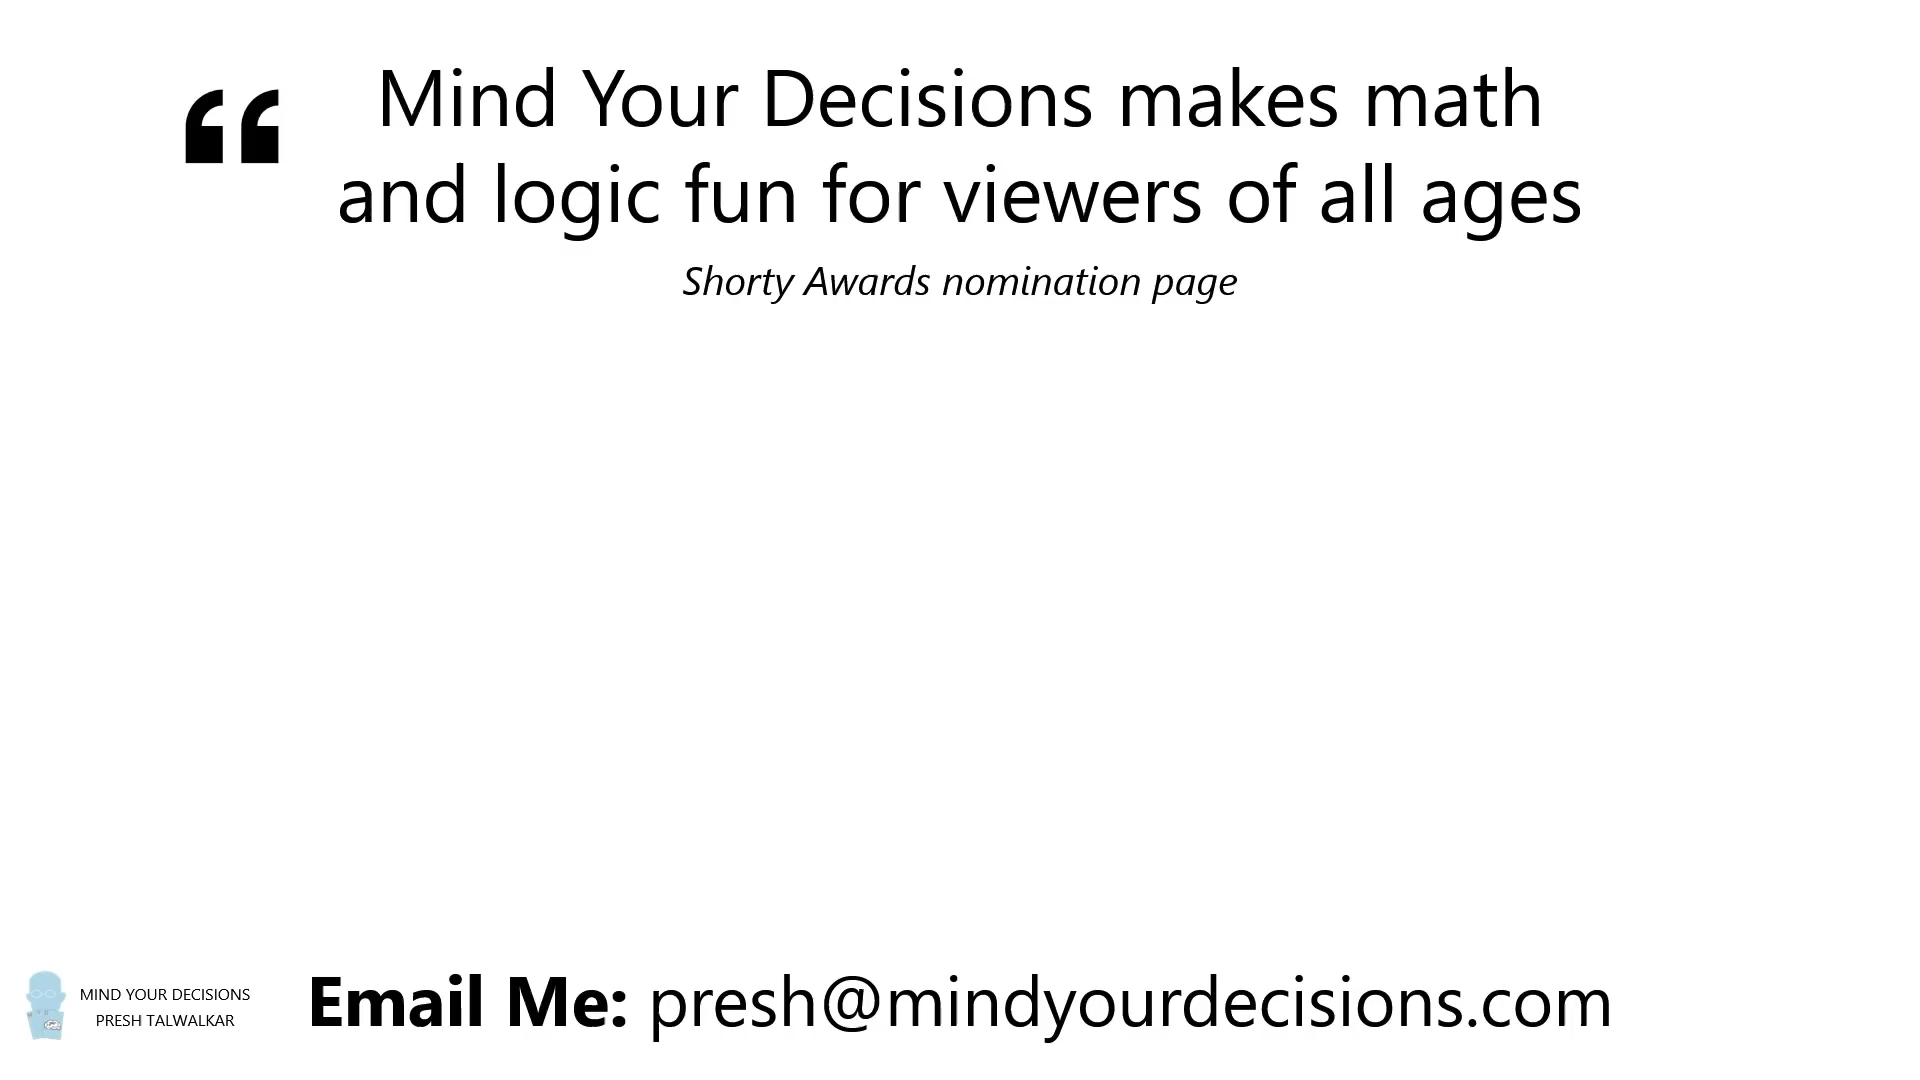 “
Mind Your Decisions makes math
and logic fun for viewers of all ages
Shorty Awards nomination page
MIND YOUR DECISIONS
PRESH TALWALKAR
Email Me: presh@mindyourdecisions.com